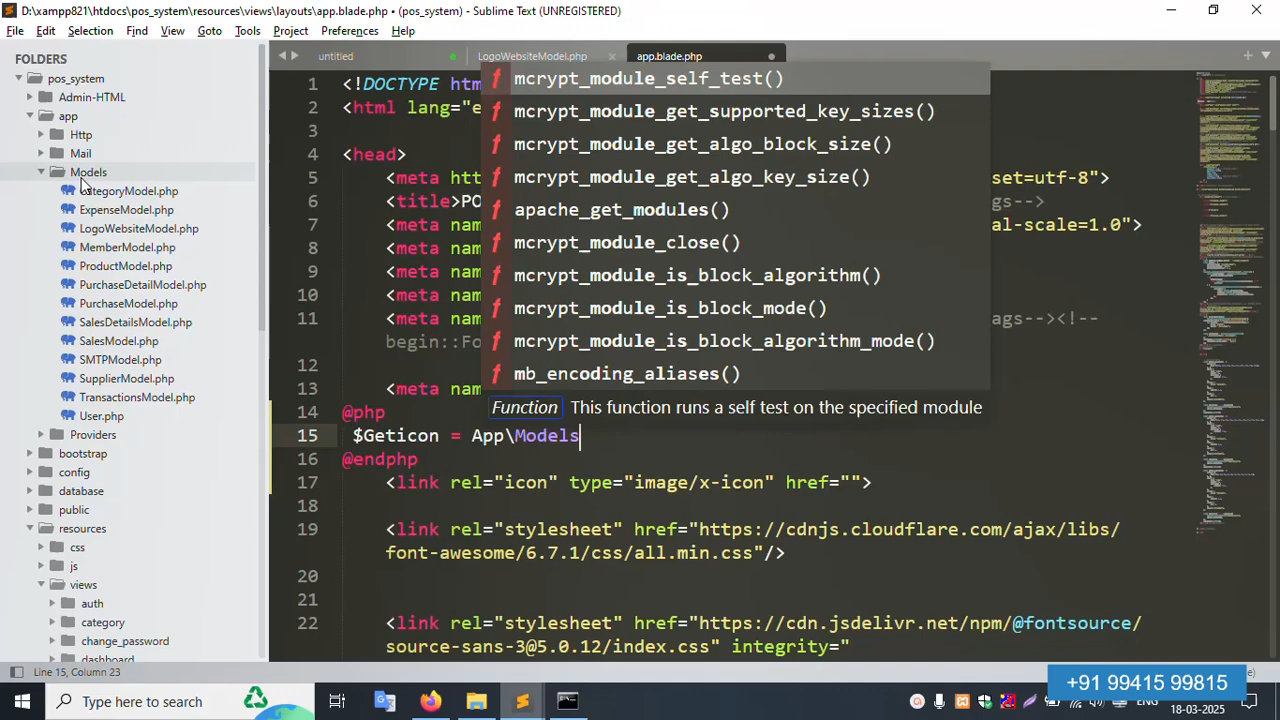 D:\xampp821\htdocs\pos_system\resources\views\layouts\app.blade.php • (pos_system) - Sublime Text (UNREGISTERED)
File Edit Selection Find View Goto Tools Project Preferences Help
FOLDERS
pos_system
Admin-HTML
app
Http
Mail
Models
CategoryModel.php
ExpenseModel.php
LogoWebsiteModel.php
MemberModel.php
ProductModel.php
PurchaseDetailModel.php
PurchaseModel.php
SalesDetailsModel.php
SalesModel.php
SMTPModel.php
SupplierModel.php
TransactionsModel.php
User.php
Providers
bootstrap
config
database
public
resources
css
js
views
auth
category
change_password
dashboard
untitled
LogoWebsiteModel.php
app.blade.php
1 <!DOCTYPE htm
2 <html lang="e
3
4 <head>
5 <meta htt set=utf-8">
6 <title>PO gs-->
7 <meta nam al-scale=1.0">
8 <meta nam
9 <meta nam
10 <meta nam
11 <meta nam ags--><!--
begin::Fo
12
13 <meta nam
14 @php
15 $Geticon = App\Models
16 @endphp
17 <link rel="icon" type="image/x-icon" href="">
18
19 <link rel="stylesheet" href="https://cdnjs.cloudflare.com/ajax/libs/
font-awesome/6.7.1/css/all.min.css"/>
20
21
22 <link rel="stylesheet" href="https://cdn.jsdelivr.net/npm/@fontsource/
source-sans-3@5.0.12/index.css" integrity="
f mcrypt_module_self_test()
f mcrypt_module_get_supported_key_sizes()
f mcrypt_module_get_algo_block_size()
f mcrypt_module_get_algo_key_size()
f apache_get_modules()
f mcrypt_module_close()
f mcrypt_module_is_block_algorithm()
f mcrypt_module_is_block_mode()
f mcrypt_module_is_block_algorithm_mode()
f mb_encoding_aliases()
Function This function runs a self test on the specified module
Line 15, Column 23
+91 99415 99815
Type here to search
ENG
18-03-2025